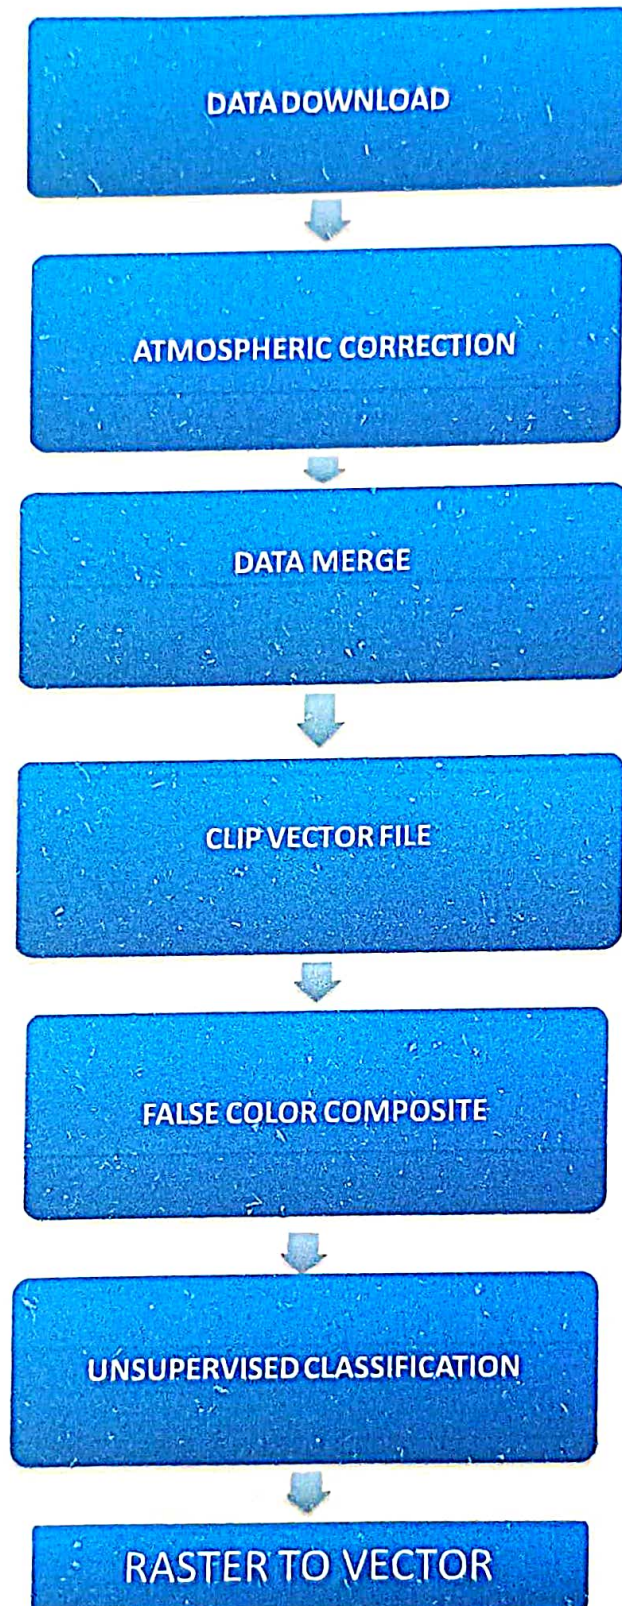 DATA DOWNLOAD
ATMOSPHERIC CORRECTION
DATA MERGE
CLIP VECTOR FILE
FALSE COLOR COMPOSITE
UNSUPERVISED CLASSIFICATION
RASTER TO VECTOR